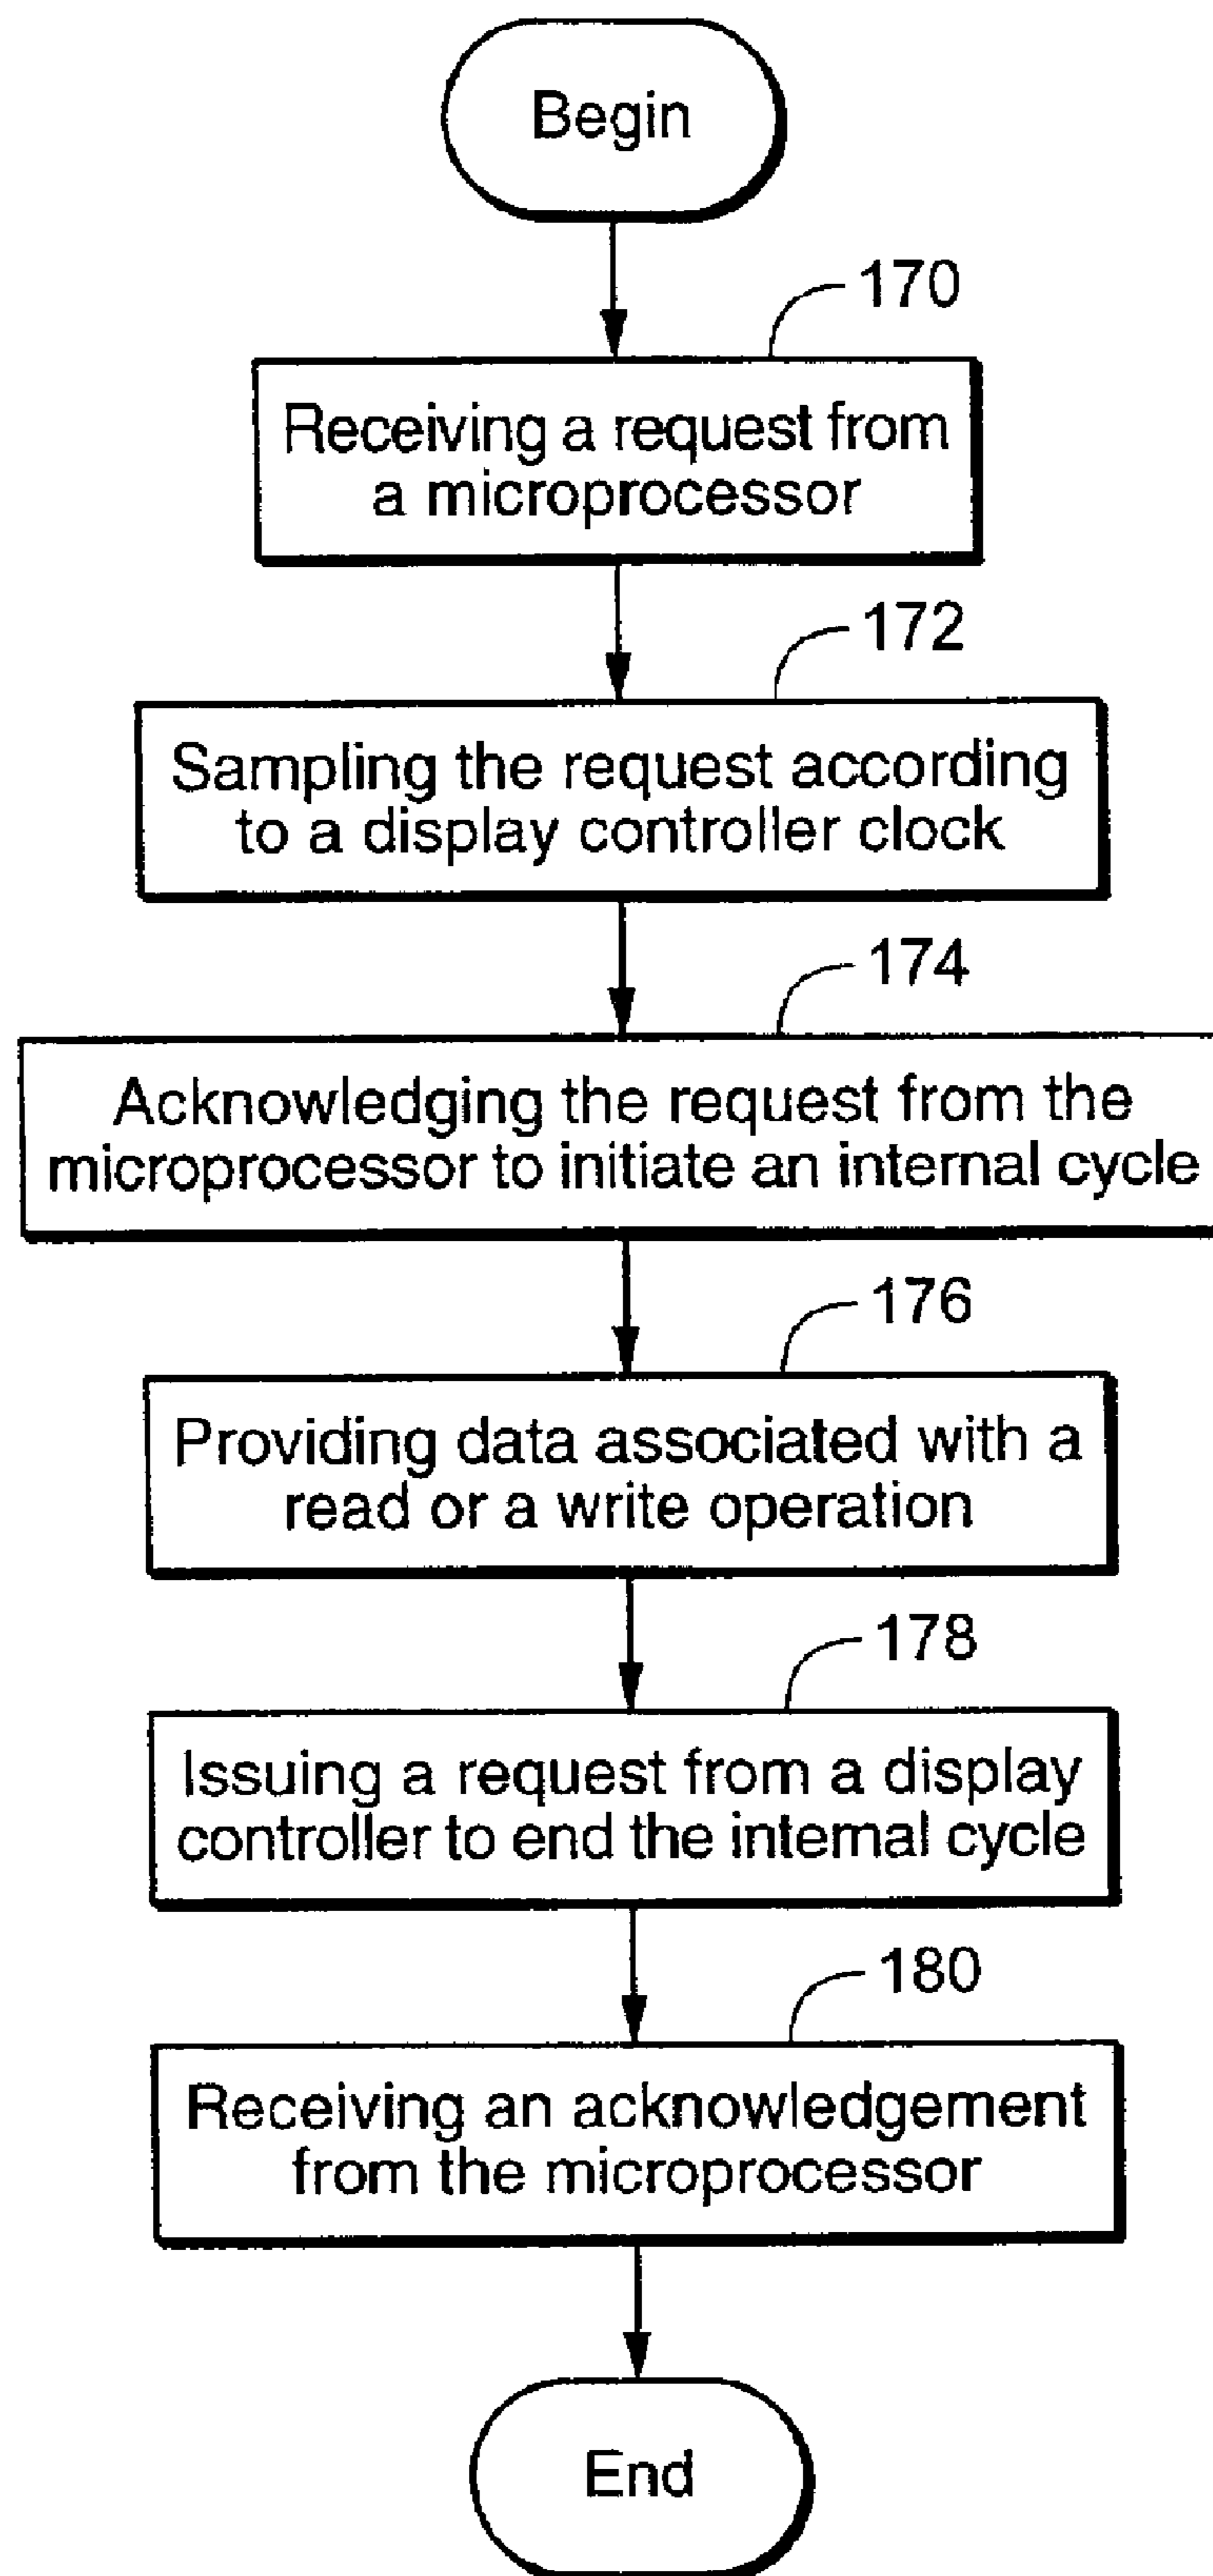 Begin
170
Receiving a request from
a microprocessor
172
Sampling the request according
to a display controller clock
174
Acknowledging the request from the
microprocessor to initiate an internal cycle
176
Providing data associated with a
read or a write operation
178
Issuing a request from a display
controller to end the internal cycle
180
Receiving an acknowledgement
from the microprocessor
End